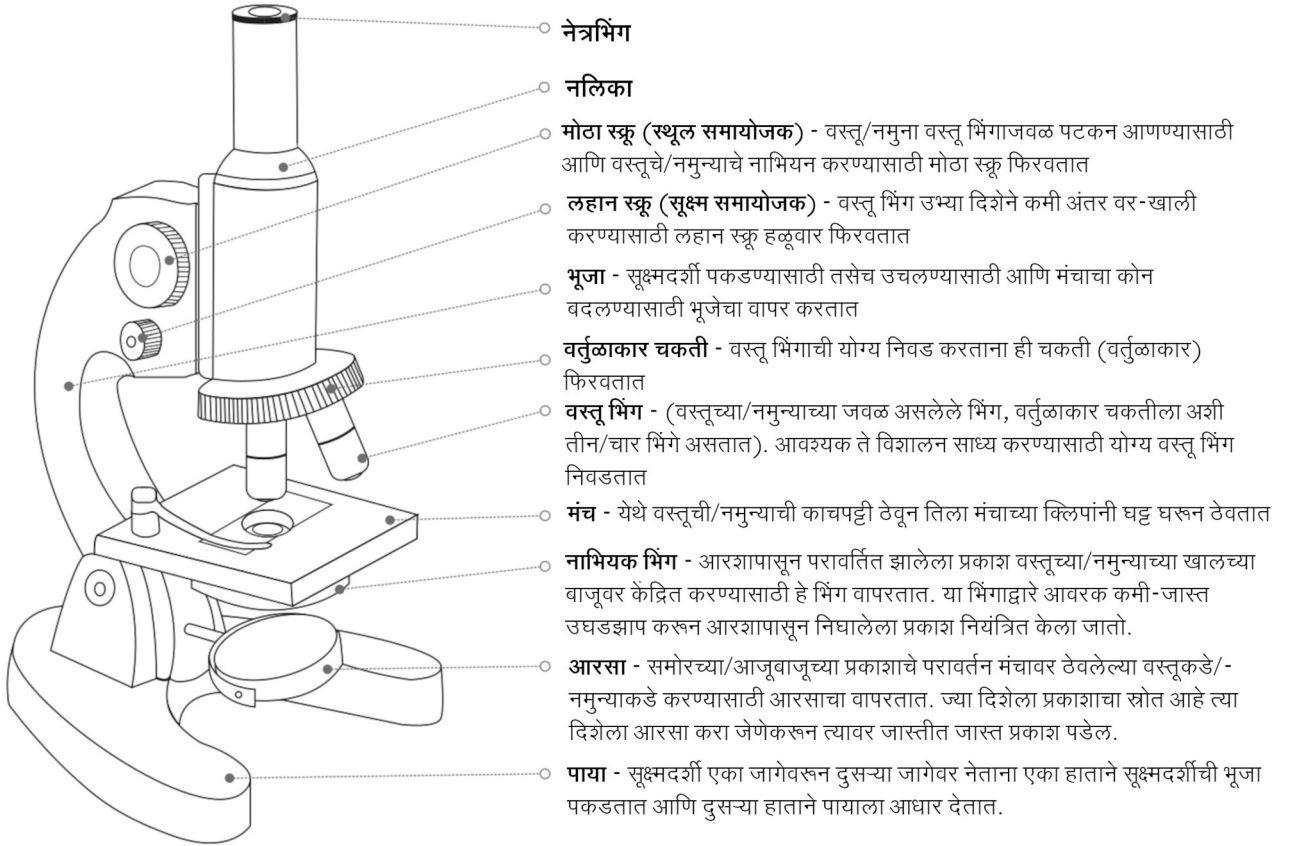 नेत्रभिंग
नलिका
मोठा स्क्रू (स्थूल समायोजक) - वस्तू/नमुना वस्तू भिंगाजवळ पटकन आणण्यासाठी
आणि वस्तूचे/नमुन्याचे नाभियन करण्यासाठी मोठा स्क्रू फिरवतात
लहान स्क्रू (सूक्ष्म समायोजक) - वस्तू भिंग उभ्या दिशेने कमी अंतर वर-खाली
करण्यासाठी लहान स्क्रू हळूवार फिरवतात
भूजा - सूक्ष्मदर्शी पकडण्यासाठी तसेच उचलण्यासाठी आणि मंचाचा कोन
बदलण्यासाठी भूजेचा वापर करतात
वर्तुळाकार चकती - वस्तू भिंगाची योग्य निवड करताना ही चकती (वर्तुळाकार)
फिरवतात
वस्तू भिंग - (वस्तूच्या/नमुन्याच्या जवळ असलेले भिंग, वर्तुळाकार चकतीला अशी
तीन/चार भिंगे असतात). आवश्यक ते विशालन साध्य करण्यासाठी योग्य वस्तू भिंग
निवडतात
मंच - येथे वस्तूची/नमुन्याची काचपट्टी ठेवून तिला मंचाच्या क्लिपांनी घट्ट घरून ठेवतात
नाभियक भिंग - आरशापासून परावर्तित झालेला प्रकाश वस्तूच्या/नमुन्याच्या खालच्या
बाजूवर केंद्रित करण्यासाठी हे भिंग वापरतात. या भिंगाद्वारे आवरक कमी-जास्त
उघडझाप करून आरशापासून निघालेला प्रकाश नियंत्रित केला जातो.
आरसा - समोरच्या/आजूबाजूच्या प्रकाशाचे परावर्तन मंचावर ठेवलेल्या वस्तूकडे/-
नमुन्याकडे करण्यासाठी आरसाचा वापरतात. ज्या दिशेला प्रकाशाचा स्रोत आहे त्या
दिशेला आरसा करा जेणेकरून त्यावर जास्तीत जास्त प्रकाश पडेल.
पाया - सूक्ष्मदर्शी एका जागेवरून दुसऱ्या जागेवर नेताना एका हाताने सूक्ष्मदर्शीची भूजा
पकडतात आणि दुसऱ्या हाताने पायाला आधार देतात.